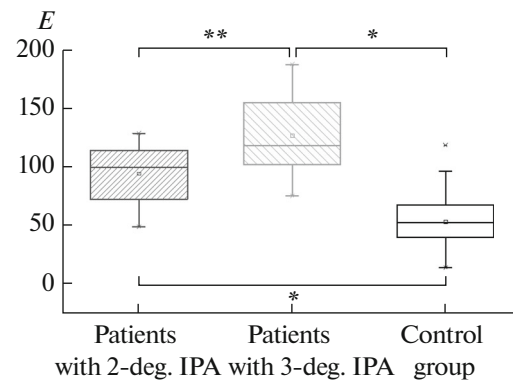 E
**
*
200
150
100
50
0
*
Patients
with 2-deg. IPA
Patients
with 3-deg. IPA
Control
group